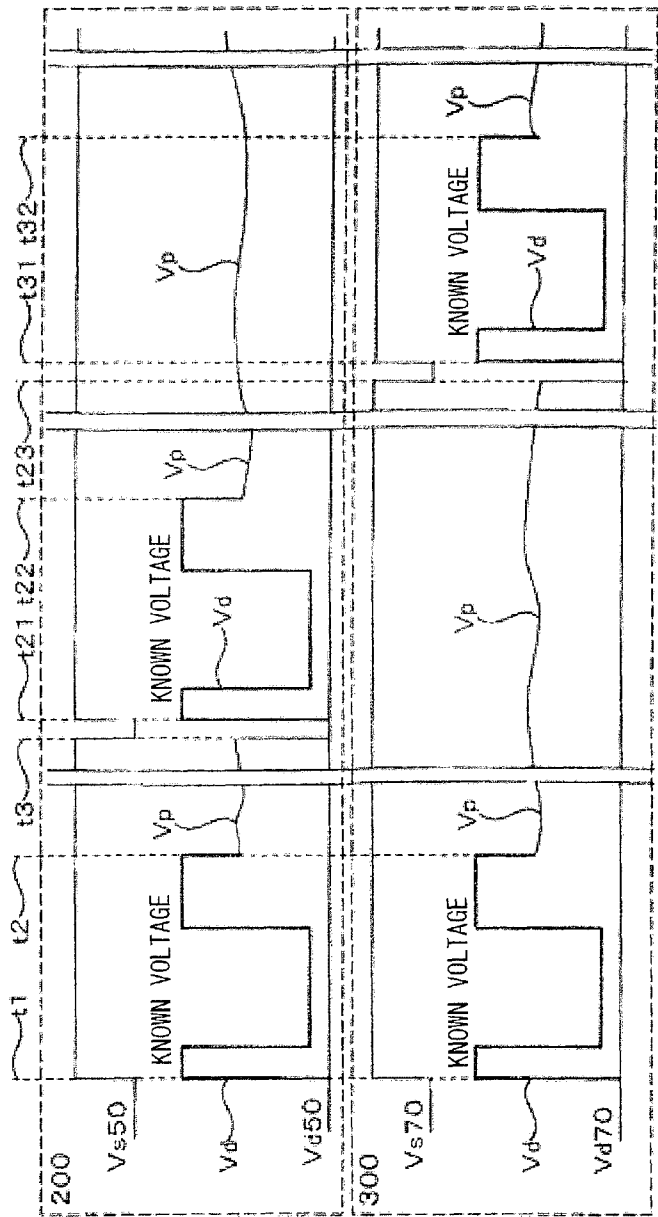 t1
t2
t3
t21
t22
t23
t31
t32
200
Vs50
Vd
Vd50
KNOWN VOLTAGE
Vp
KNOWN VOLTAGE
Vd
Vp
Vp
300
Vs70
Vd
Vd70
KNOWN VOLTAGE
Vp
Vp
KNOWN VOLTAGE
Vd
Vp